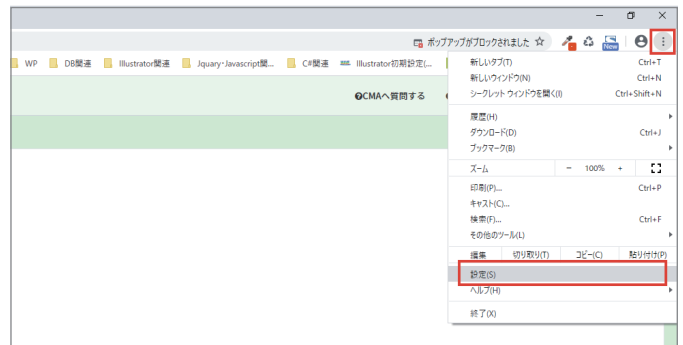 ポップアップがブロックされました
New
WP DB関連 Illustrator関連 Jquary・Javascript関... C#関連 Illustrator初期設定(...
CMAへ質問する
新しいタブ(T) Ctrl+T
新しいウィンドウ(N) Ctrl+N
シークレット ウィンドウを開く(I) Ctrl+Shift+N
履歴(H)
ダウンロード(D) Ctrl+J
ブックマーク(B)
ズーム - 100% +
印刷(P)... Ctrl+P
キャスト(C)...
検索(F)... Ctrl+F
その他のツール(L)
編集 切り取り(T) コピー(C) 貼り付け(P)
設定(S)
ヘルプ(H)
終了(X)